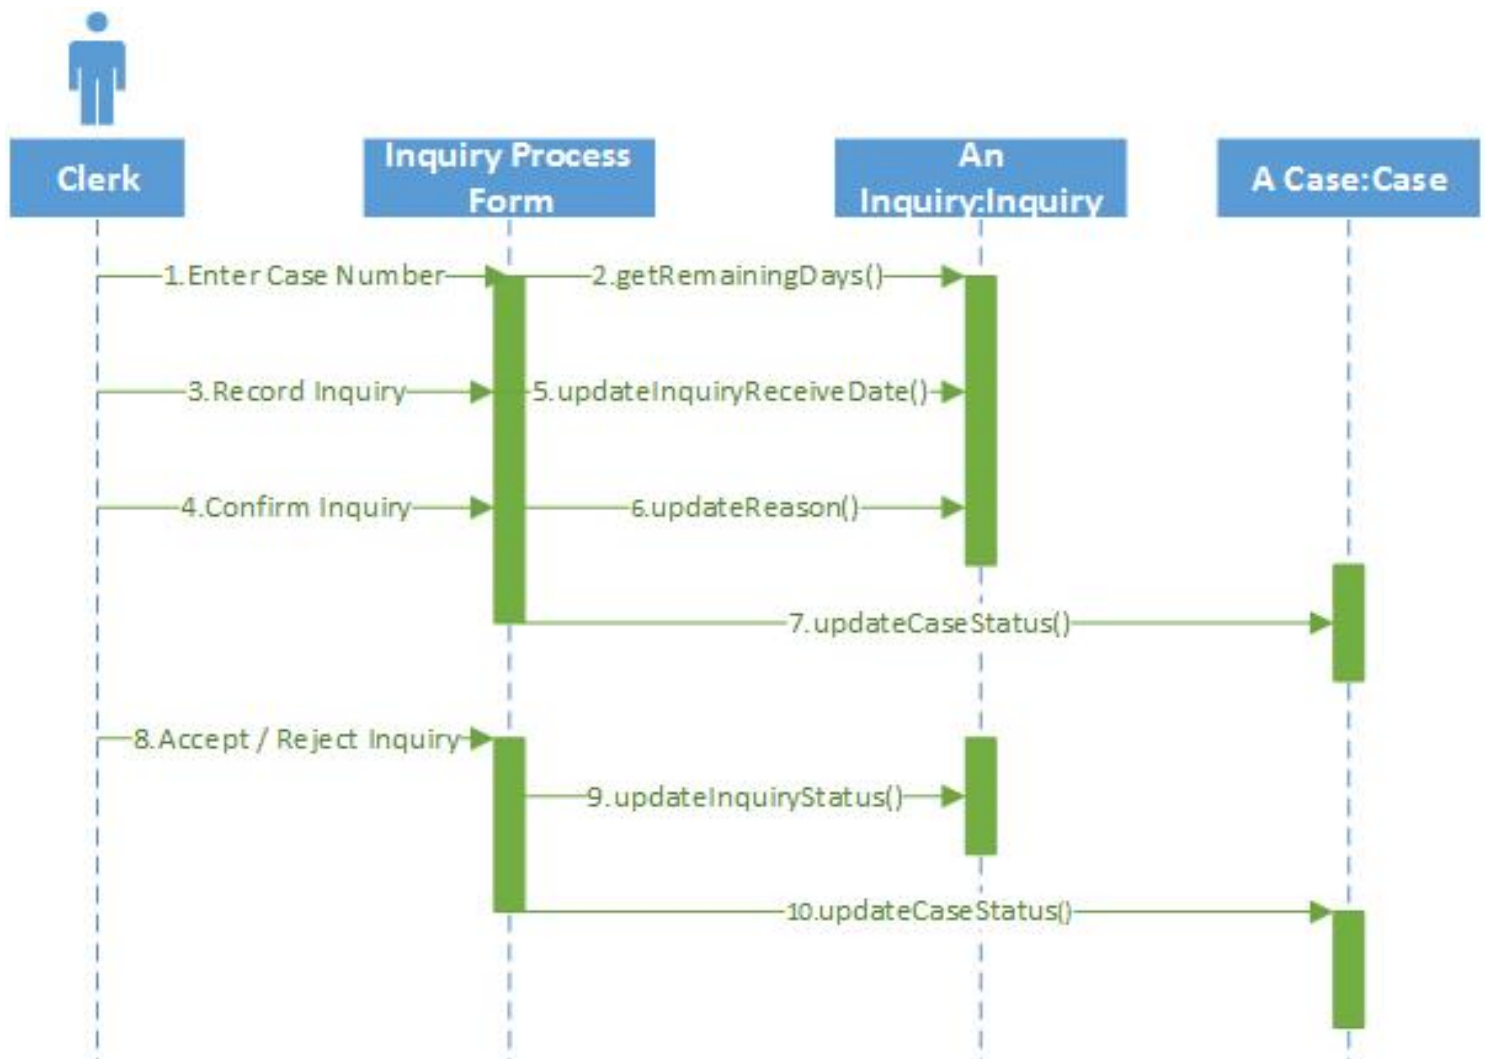 Clerk
Inquiry Process
Form
An
Inquiry:Inquiry
A Case:Case
1.Enter Case Number
2.getRemainingDays()
3.Record Inquiry
5.updateInquiryReceiveDate()
4.Confirm Inquiry
6.updateReason()
7.updateCaseStatus()
8.Accept / Reject Inquiry
9.updateInquiryStatus()
10.updateCaseStatus()